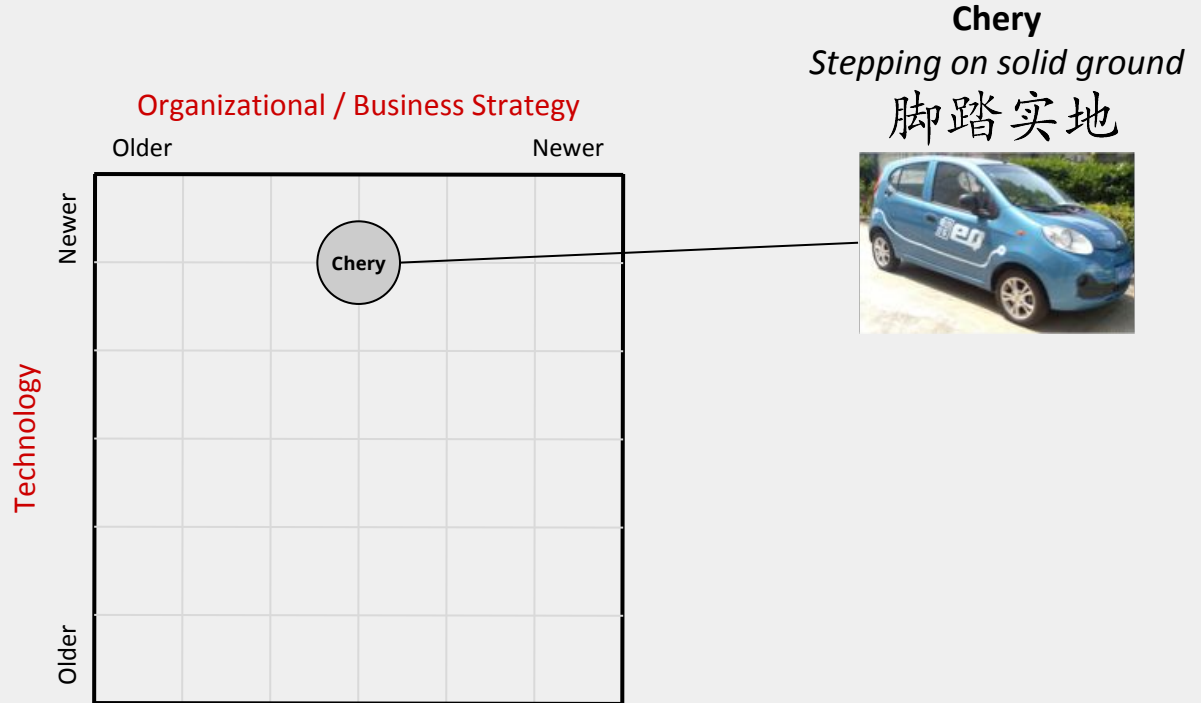 Chery
Stepping on solid ground
脚踏实地
Organizational / Business Strategy
Older
Newer
Newer
Chery
eQ
Technology
Older